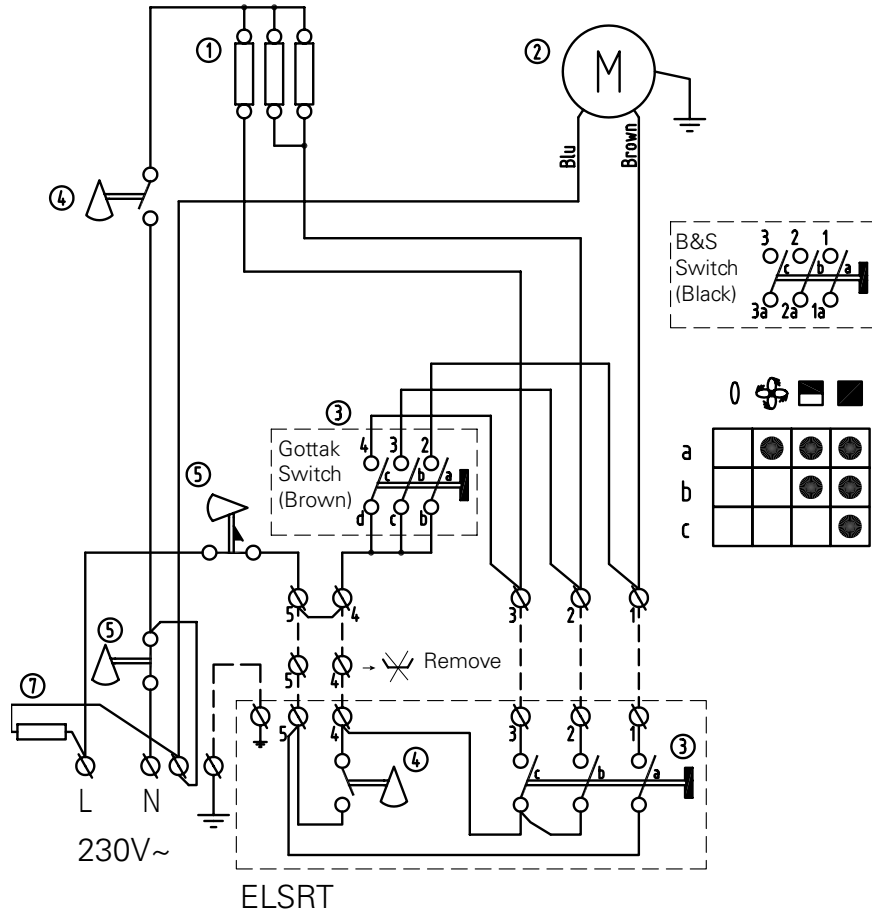 ①
②
M
Blu
Brown
④
B&S
Switch
(Black)
3 2 1
c b a
3a 2a 1a
③
Gottak
Switch
(Brown)
4 3 2
c b a
d c b
⑤
a
b
c
5 4 3 2 1
⑤
5 4 → Remove
⑦
5 4 3 2 1
③
④
c b a
L N
230V~
ELSRT